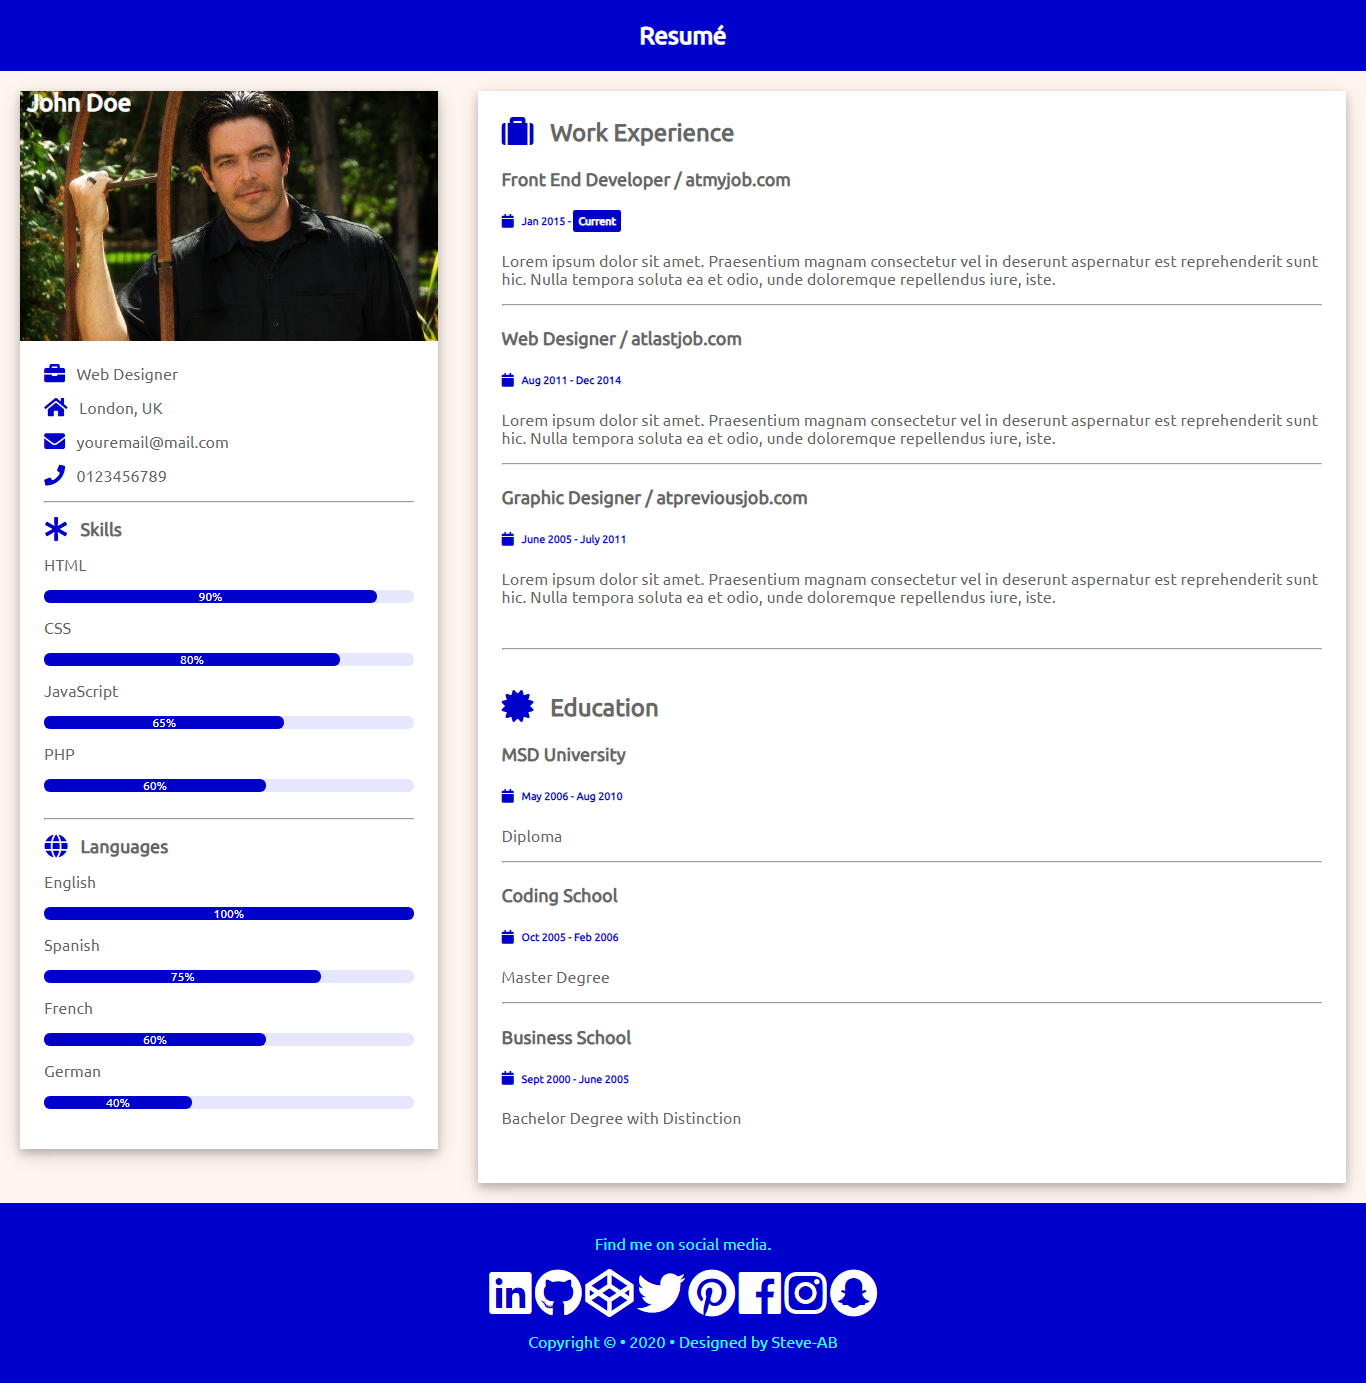 Resumé
John Doe
Web Designer
London, UK
youremail@mail.com
0123456789
Skills
HTML
90%
CSS
80%
JavaScript
65%
PHP
60%
Languages
English
100%
Spanish
75%
French
60%
German
40%
Work Experience
Front End Developer / atmyjob.com
Jan 2015 - Current
Lorem ipsum dolor sit amet. Praesentium magnam consectetur vel in deserunt aspernatur est reprehenderit sunt
hic. Nulla tempora soluta ea et odio, unde doloremque repellendus iure, iste.
Web Designer / atlastjob.com
Aug 2011 - Dec 2014
Lorem ipsum dolor sit amet. Praesentium magnam consectetur vel in deserunt aspernatur est reprehenderit sunt
hic. Nulla tempora soluta ea et odio, unde doloremque repellendus iure, iste.
Graphic Designer / atpreviousjob.com
June 2005 - July 2011
Lorem ipsum dolor sit amet. Praesentium magnam consectetur vel in deserunt aspernatur est reprehenderit sunt
hic. Nulla tempora soluta ea et odio, unde doloremque repellendus iure, iste.
Education
MSD University
May 2006 - Aug 2010
Diploma
Coding School
Oct 2005 - Feb 2006
Master Degree
Business School
Sept 2000 - June 2005
Bachelor Degree with Distinction
Find me on social media.
Copyright © • 2020 • Designed by Steve-AB